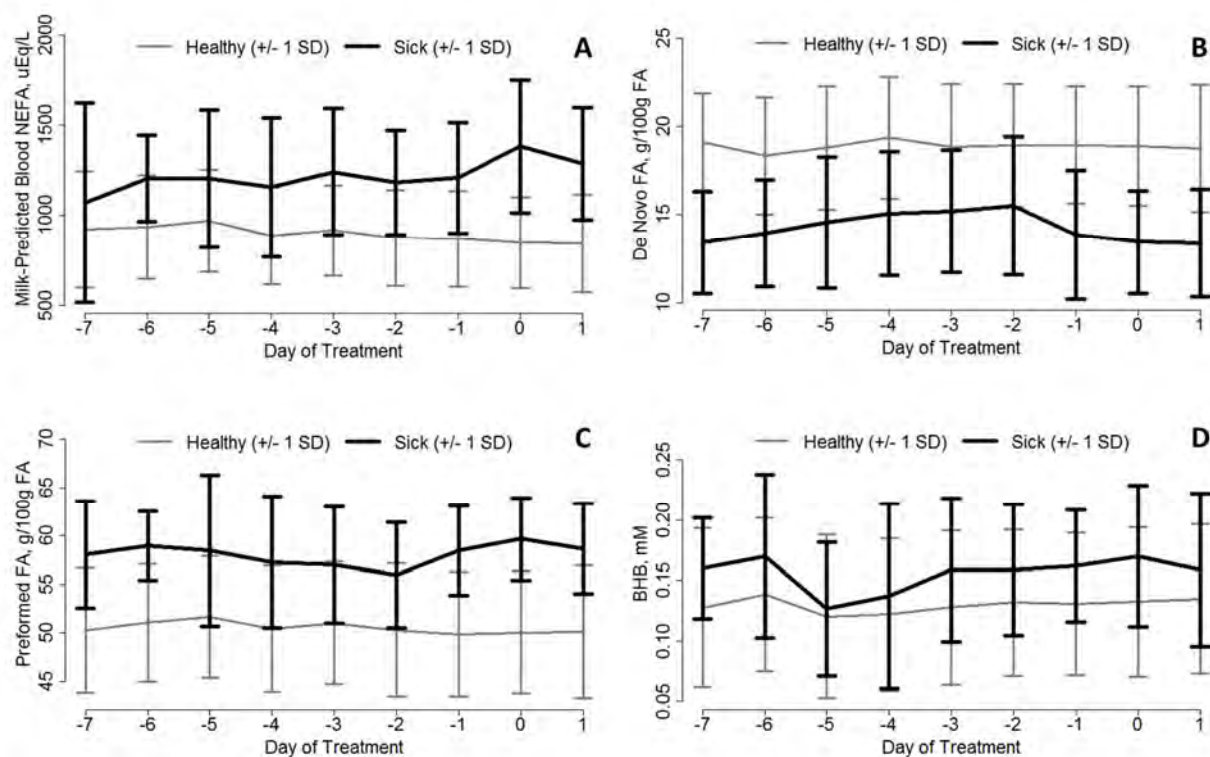 Healthy (+/- 1 SD) Sick (+/- 1 SD) A
Milk-Predicted Blood NEFA, uEq/L
2000
1500
1000
500
-7 -6 -5 -4 -3 -2 -1 0 1
Day of Treatment
Healthy (+/- 1 SD) Sick (+/- 1 SD) B
De Novo FA, g/100g FA
25
20
15
10
-7 -6 -5 -4 -3 -2 -1 0 1
Day of Treatment
Healthy (+/- 1 SD) Sick (+/- 1 SD) C
Preformed FA, g/100g FA
70
65
60
55
50
45
-7 -6 -5 -4 -3 -2 -1 0 1
Day of Treatment
Healthy (+/- 1 SD) Sick (+/- 1 SD) D
BHB, mM
0.25
0.20
0.15
0.10
0.05
-7 -6 -5 -4 -3 -2 -1 0 1
Day of Treatment